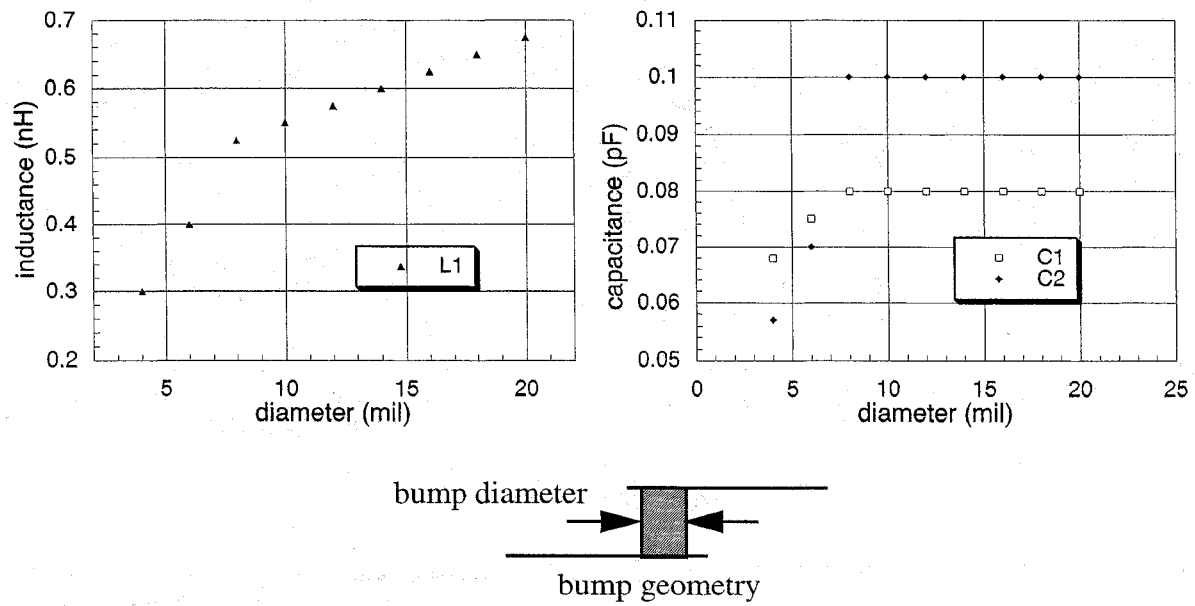 0.7
0.6
0.5
0.4
0.3
0.2
inductance (nH)
5
10
15
20
diameter (mil)
L1
0.11
0.1
0.09
0.08
0.07
0.06
0.05
capacitance (pF)
0
5
10
15
20
25
diameter (mil)
C1
C2
bump diameter
bump geometry